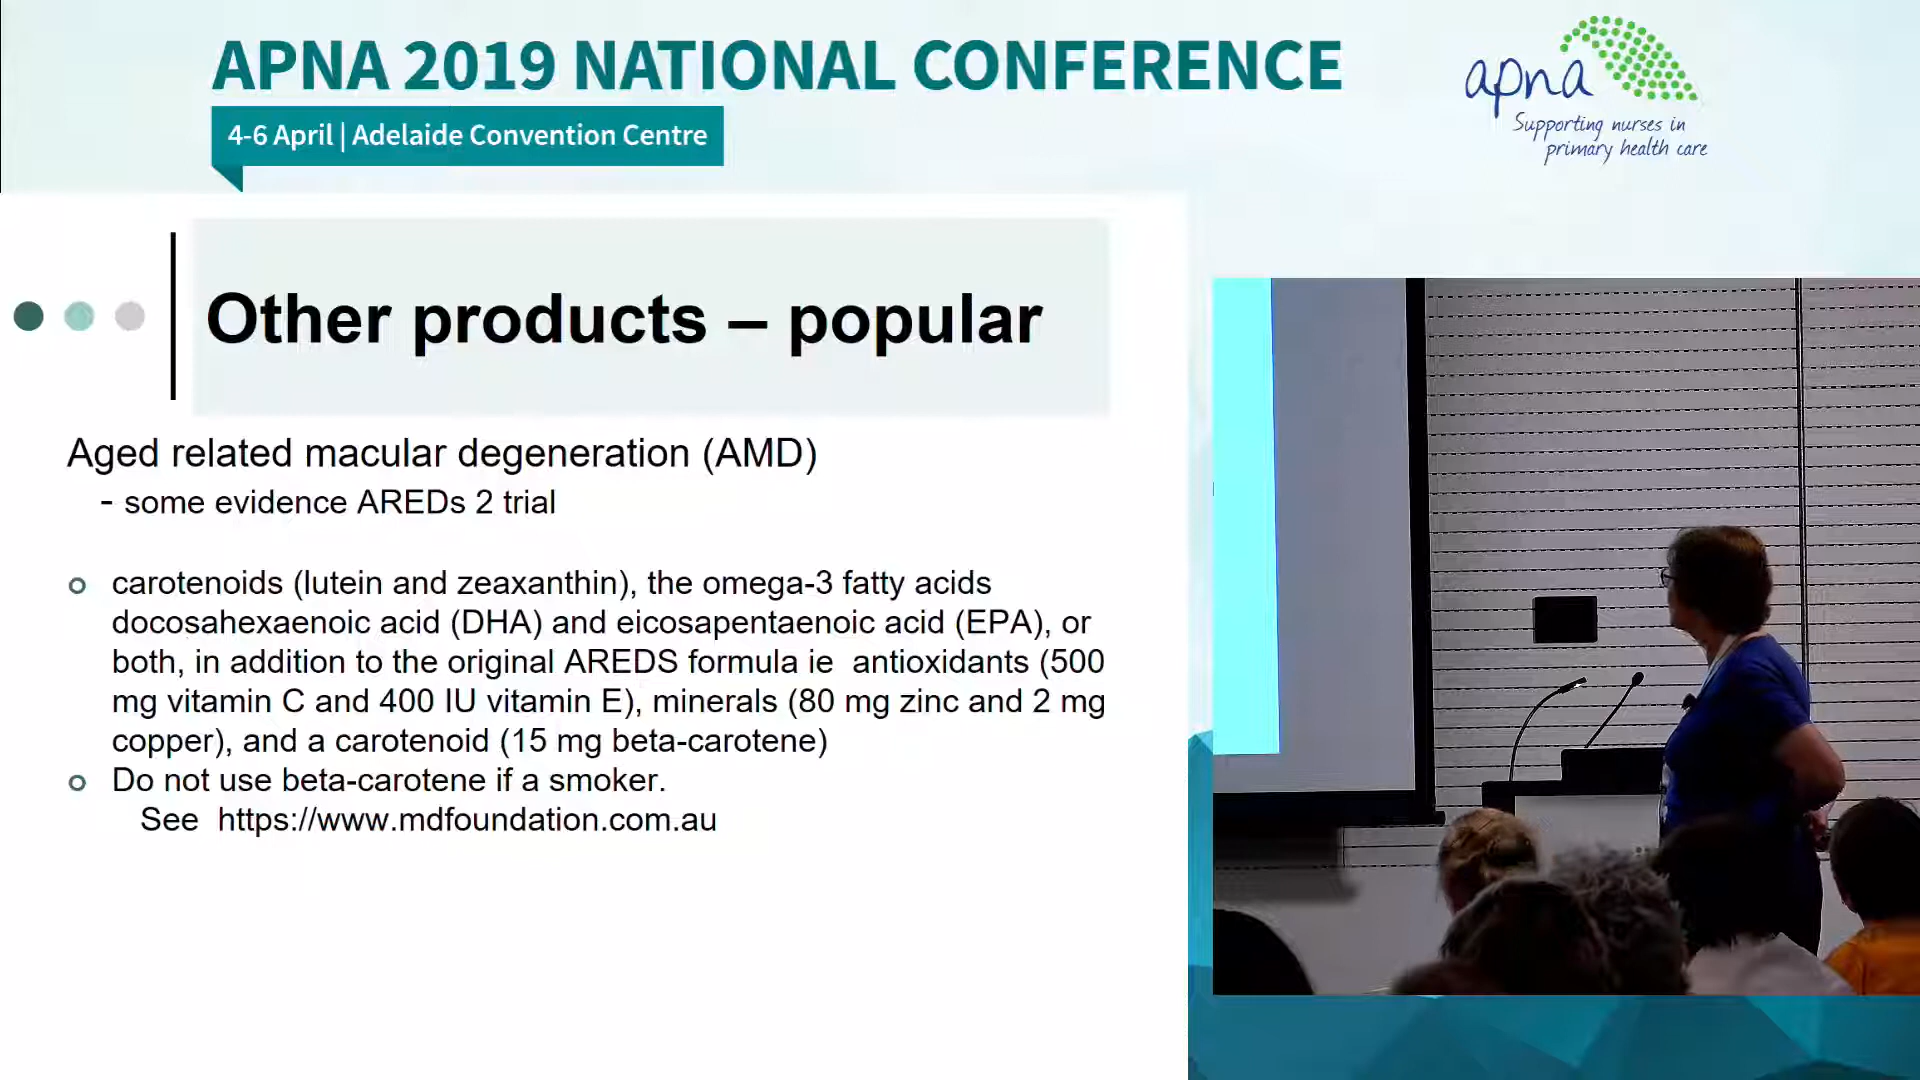 APNA 2019 NATIONAL CONFERENCE
4-6 April | Adelaide Convention Centre
apna
Supporting nurses in
primary health care
Other products – popular
Aged related macular degeneration (AMD)
- some evidence AREDs 2 trial
carotenoids (lutein and zeaxanthin), the omega-3 fatty acids
docosahexaenoic acid (DHA) and eicosapentaenoic acid (EPA), or
both, in addition to the original AREDS formula ie  antioxidants (500
mg vitamin C and 400 IU vitamin E), minerals (80 mg zinc and 2 mg
copper), and a carotenoid (15 mg beta-carotene)
Do not use beta-carotene if a smoker.
See  https://www.mdfoundation.com.au